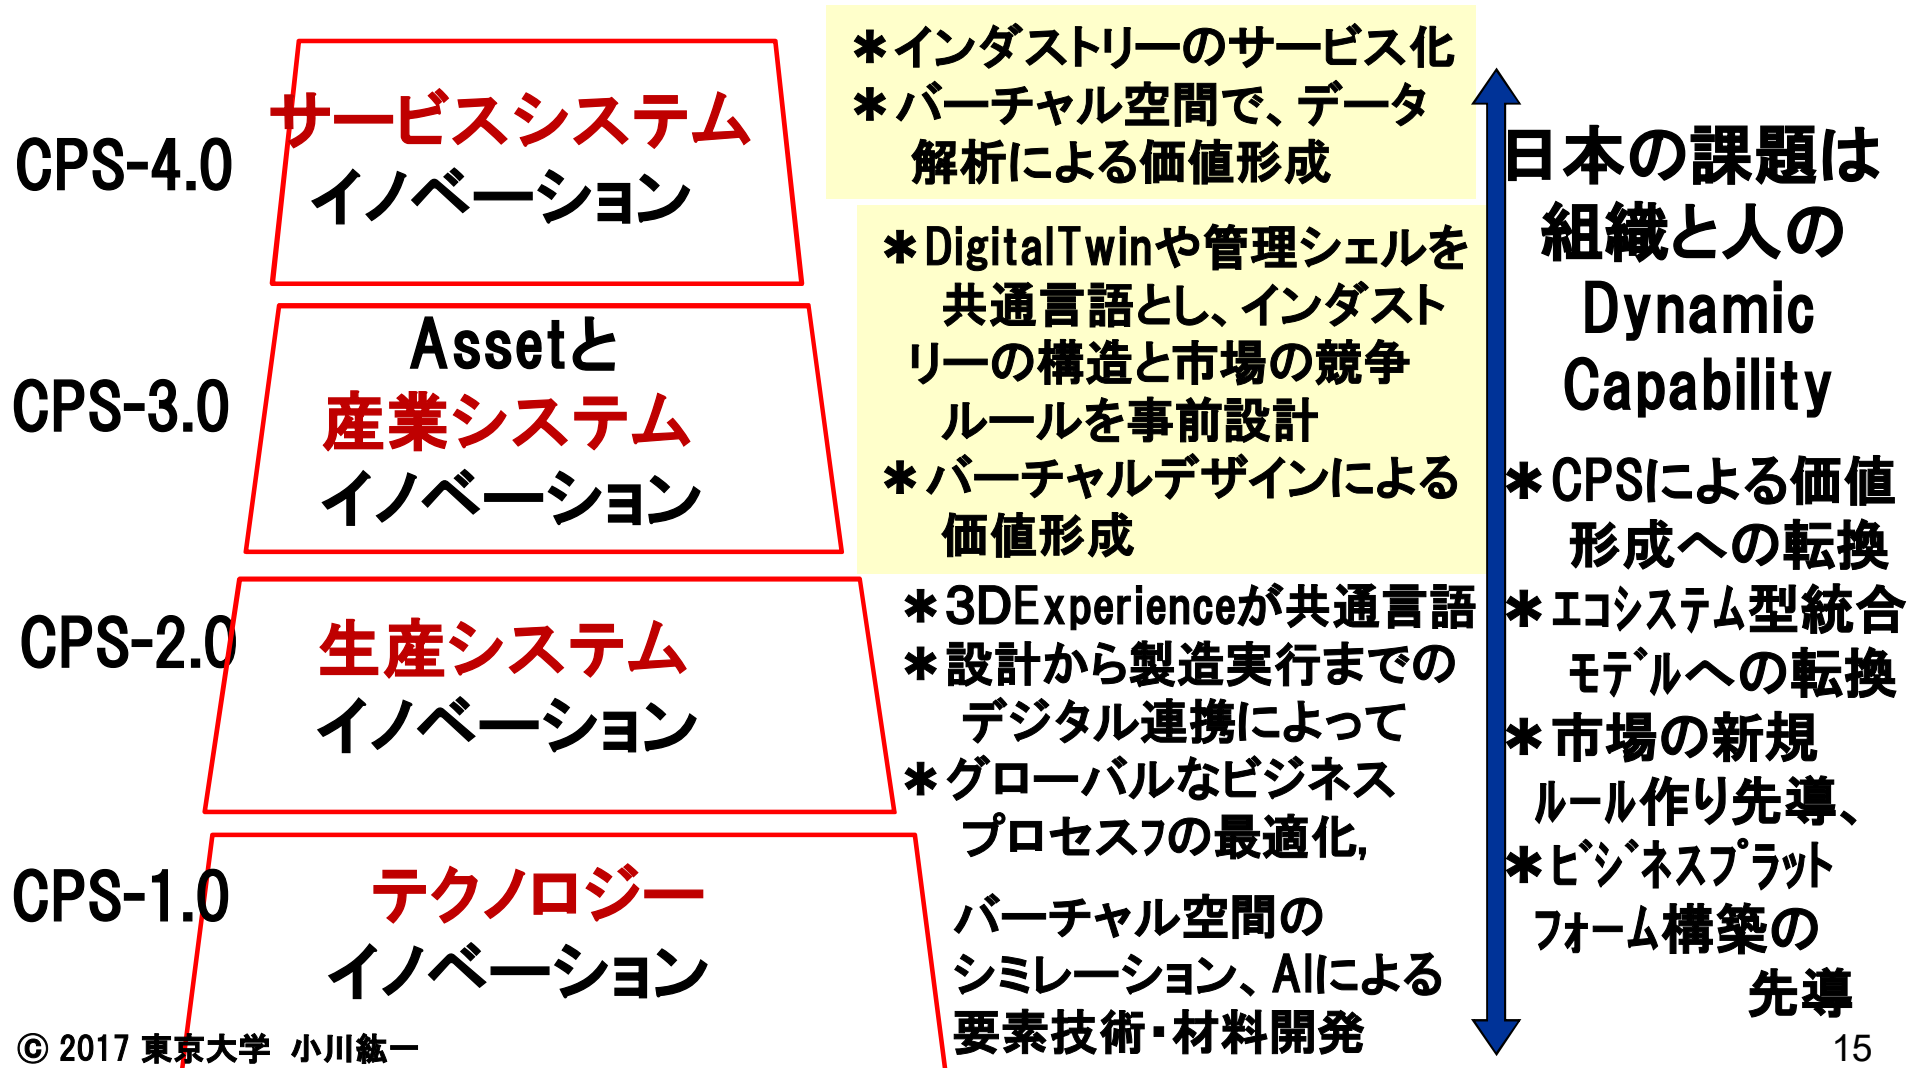 CPS-4.0
サービスシステム
イノベーション
＊インダストリーのサービス化
＊バーチャル空間で、データ
解析による価値形成
CPS-3.0
Assetと
産業システム
イノベーション
＊DigitalTwinや管理シェルを
共通言語とし、インダスト
リーの構造と市場の競争
ルールを事前設計
＊バーチャルデザインによる
価値形成
CPS-2.0
生産システム
イノベーション
＊３DExperienceが共通言語
＊設計から製造実行までの
デジタル連携によって
＊グローバルなビジネス
プロセスﾌの最適化,
CPS-1.0
テクノロジー
イノベーション
バーチャル空間の
シミレーション、AIによる
要素技術・材料開発
日本の課題は
組織と人の
Dynamic
Capability
＊CPSによる価値
形成への転換
＊ｴｺｼｽﾃﾑ型統合
ﾓﾃﾞﾙへの転換
＊市場の新規
ﾙｰﾙ作り先導、
＊ﾋﾞｼﾞﾈｽﾌﾟﾗｯﾄ
ﾌｫｰﾑ構築の
先導
© 2017 東京大学 小川紘一
15